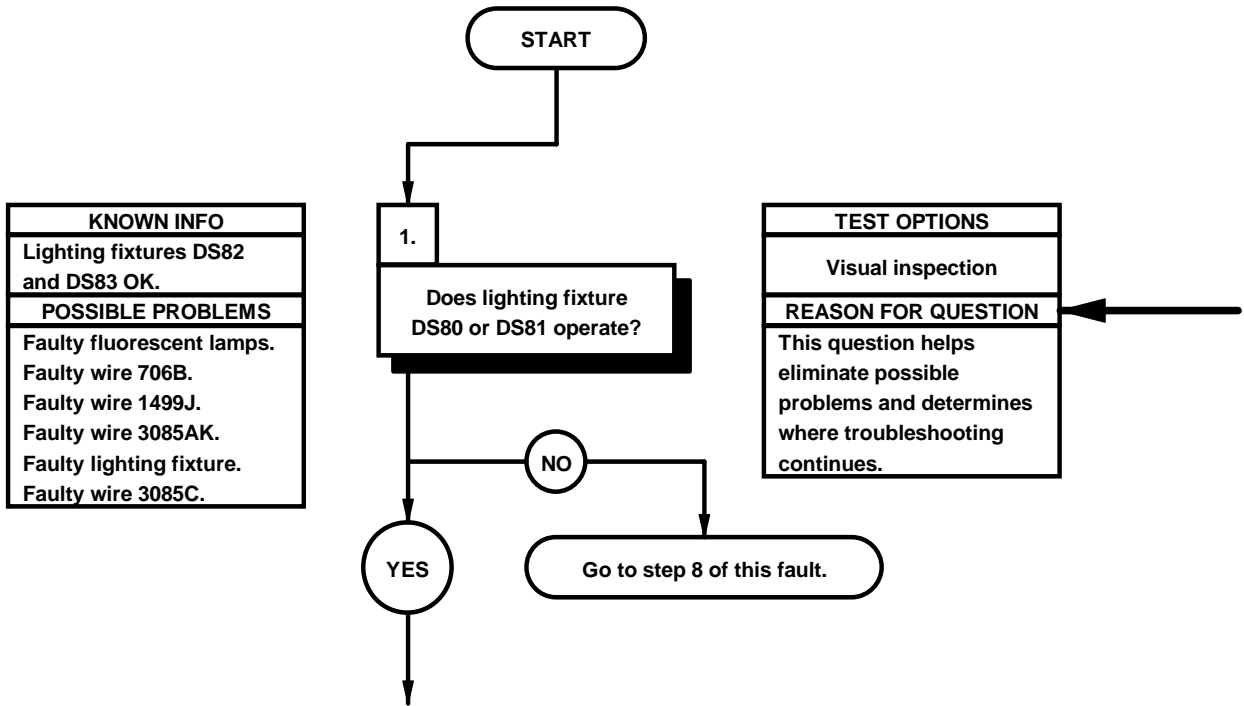 START
KNOWN INFO
Lighting fixtures DS82
and DS83 OK.
POSSIBLE PROBLEMS
Faulty fluorescent lamps.
Faulty wire 706B.
Faulty wire 1499J.
Faulty wire 3085AK.
Faulty lighting fixture.
Faulty wire 3085C.
1.
Does lighting fixture
DS80 or DS81 operate?
TEST OPTIONS
Visual inspection
REASON FOR QUESTION
This question helps
eliminate possible
problems and determines
where troubleshooting
continues.
NO
YES
Go to step 8 of this fault.